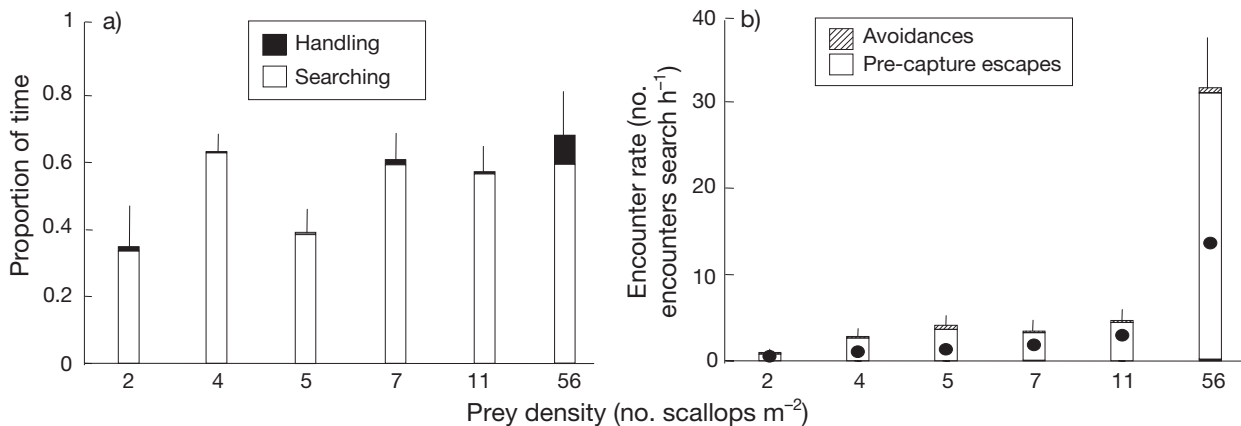 a)
Handling
Searching
Proportion of time
1
0.8
0.6
0.4
0.2
0
2 4 5 7 11 56
b)
Avoidances
Pre-capture escapes
Encounter rate (no.
encounters search h⁻¹)
40
30
20
10
0
2 4 5 7 11 56
Prey density (no. scallops m⁻²)